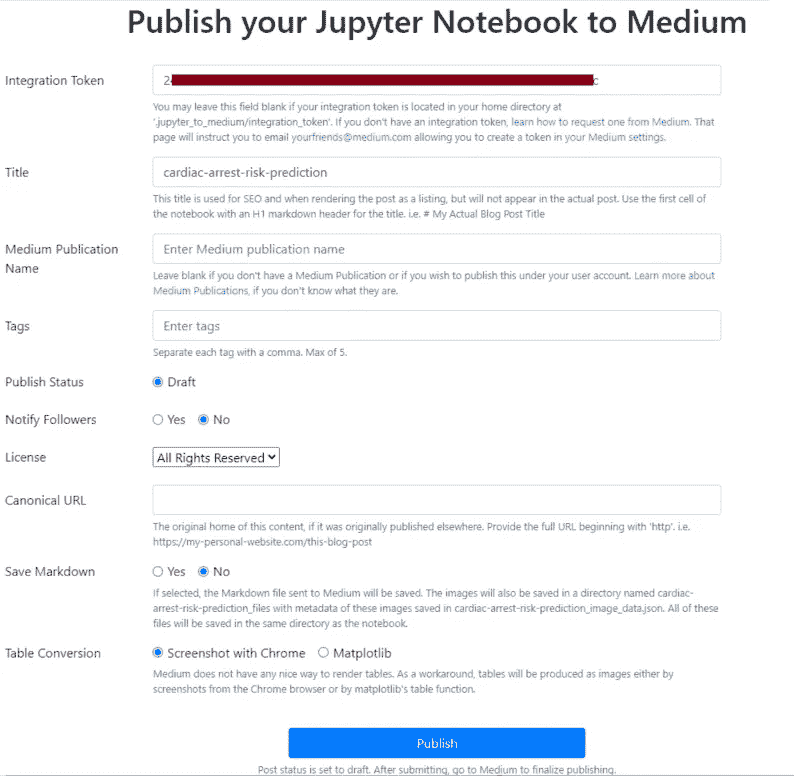 Publish your Jupyter Notebook to Medium
Integration Token
2 c
You may leave this field blank if your integration token is located in your home directory at
'.jupyter_to_medium/integration_token'. If you don't have an integration token, learn how to request one from Medium. That
page will instruct you to email yourfriends@medium.com allowing you to create a token in your Medium settings.
Title
cardiac-arrest-risk-prediction
This title is used for SEO and when rendering the post as a listing, but will not appear in the actual post. Use the first cell of
the notebook with an H1 markdown header for the title. i.e. # My Actual Blog Post Title
Medium Publication
Name
Enter Medium publication name
Leave blank if you don't have a Medium Publication or if you wish to publish this under your user account. Learn more about
Medium Publications, if you don't know what they are.
Tags
Enter tags
Separate each tag with a comma. Max of 5.
Publish Status
Draft
Notify Followers
Yes No
License
All Rights Reserved
Canonical URL
The original home of this content, if it was originally published elsewhere. Provide the full URL beginning with 'http'. i.e.
https://my-personal-website.com/this-blog-post
Save Markdown
Yes No
If selected, the Markdown file sent to Medium will be saved. The images will also be saved in a directory named cardiac-
arrest-risk-prediction_files with metadata of these images saved in cardiac-arrest-risk-prediction_image_data.json. All of these
files will be saved in the same directory as the notebook.
Table Conversion
Screenshot with Chrome Matplotlib
Medium does not have any nice way to render tables. As a workaround, tables will be produced as images either by
screenshots from the Chrome browser or by matplotlib's table function.
Publish
Post status is set to draft. After submitting, go to Medium to finalize publishing.